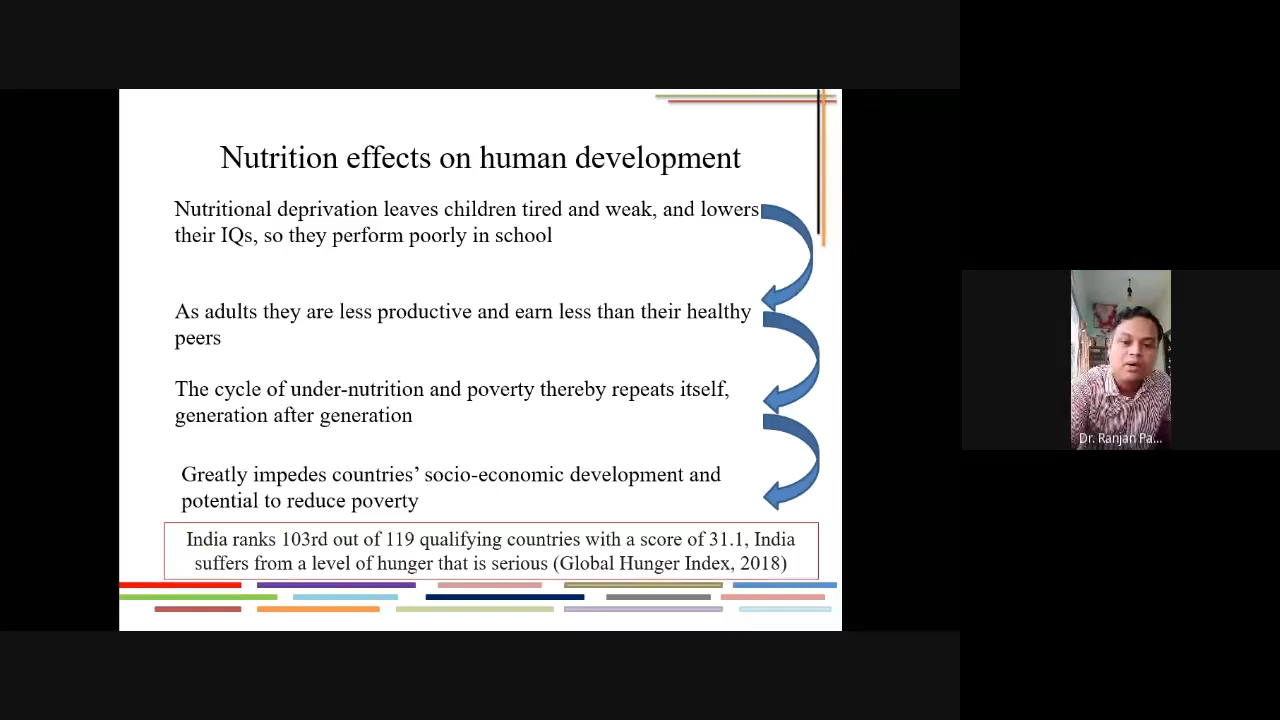 Nutrition effects on human development
Nutritional deprivation leaves children tired and weak, and lowers
their IQs, so they perform poorly in school
As adults they are less productive and earn less than their healthy
peers
The cycle of under-nutrition and poverty thereby repeats itself,
generation after generation
Greatly impedes countries’ socio-economic development and
potential to reduce poverty
India ranks 103rd out of 119 qualifying countries with a score of 31.1, India
suffers from a level of hunger that is serious (Global Hunger Index, 2018)
Dr. Ranjan Pa...